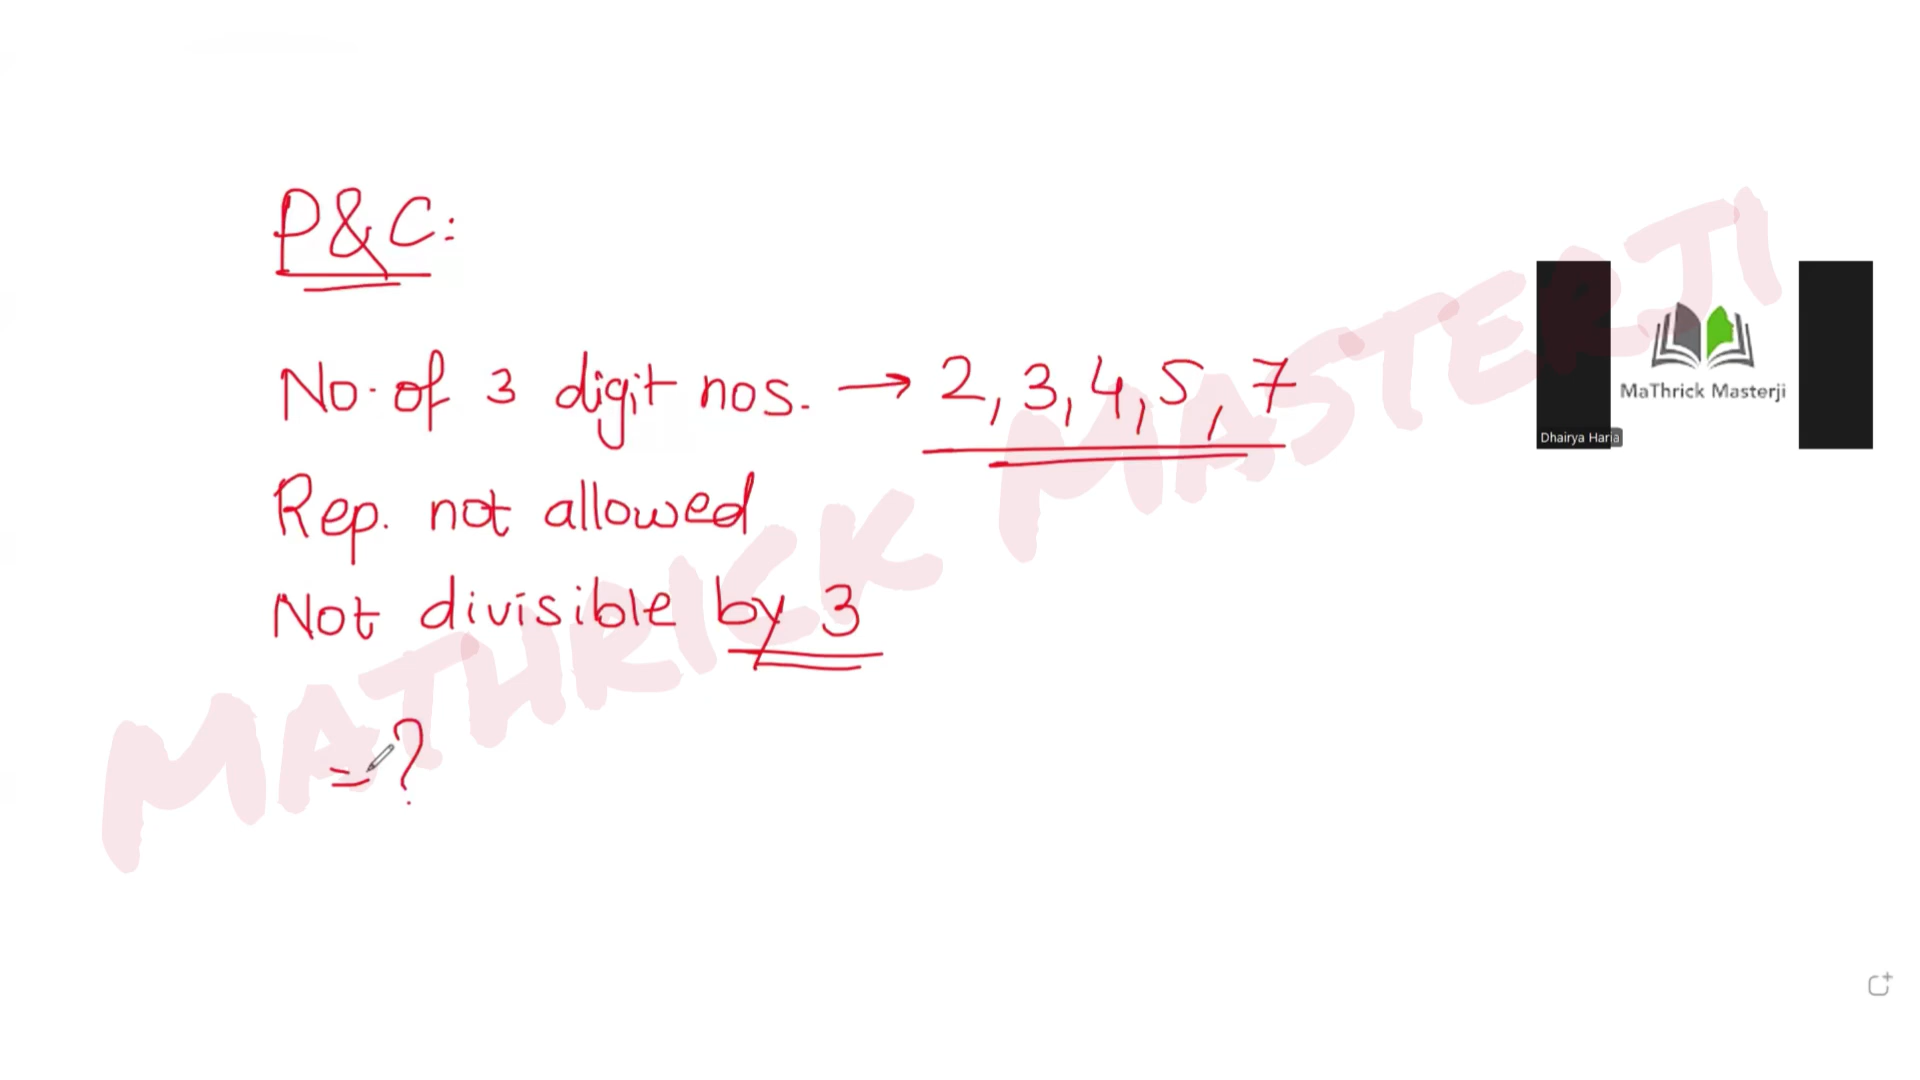 P&C:
No. of 3 digit nos. → 2, 3, 4, 5, 7
Rep. not allowed
Not divisible by 3
= ?
MaThrick Masterji
Dhairya Haria
MATHRICK MASTERJI